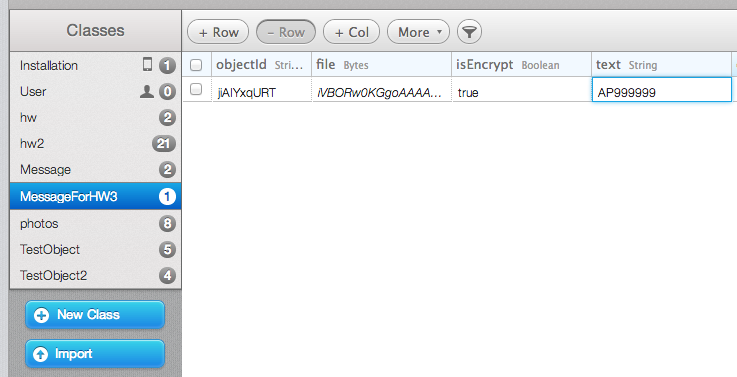 Classes
+ Row
− Row
+ Col
More
objectId Stri...
file Bytes
isEncrypt Boolean
text String
Installation 1
User 0
hw 2
hw2 21
Message 2
MessageForHW3 1
photos 8
TestObject 5
TestObject2 4
jiAIYxqURT
iVBORw0KGgoAAAA...
true
AP999999
New Class
Import